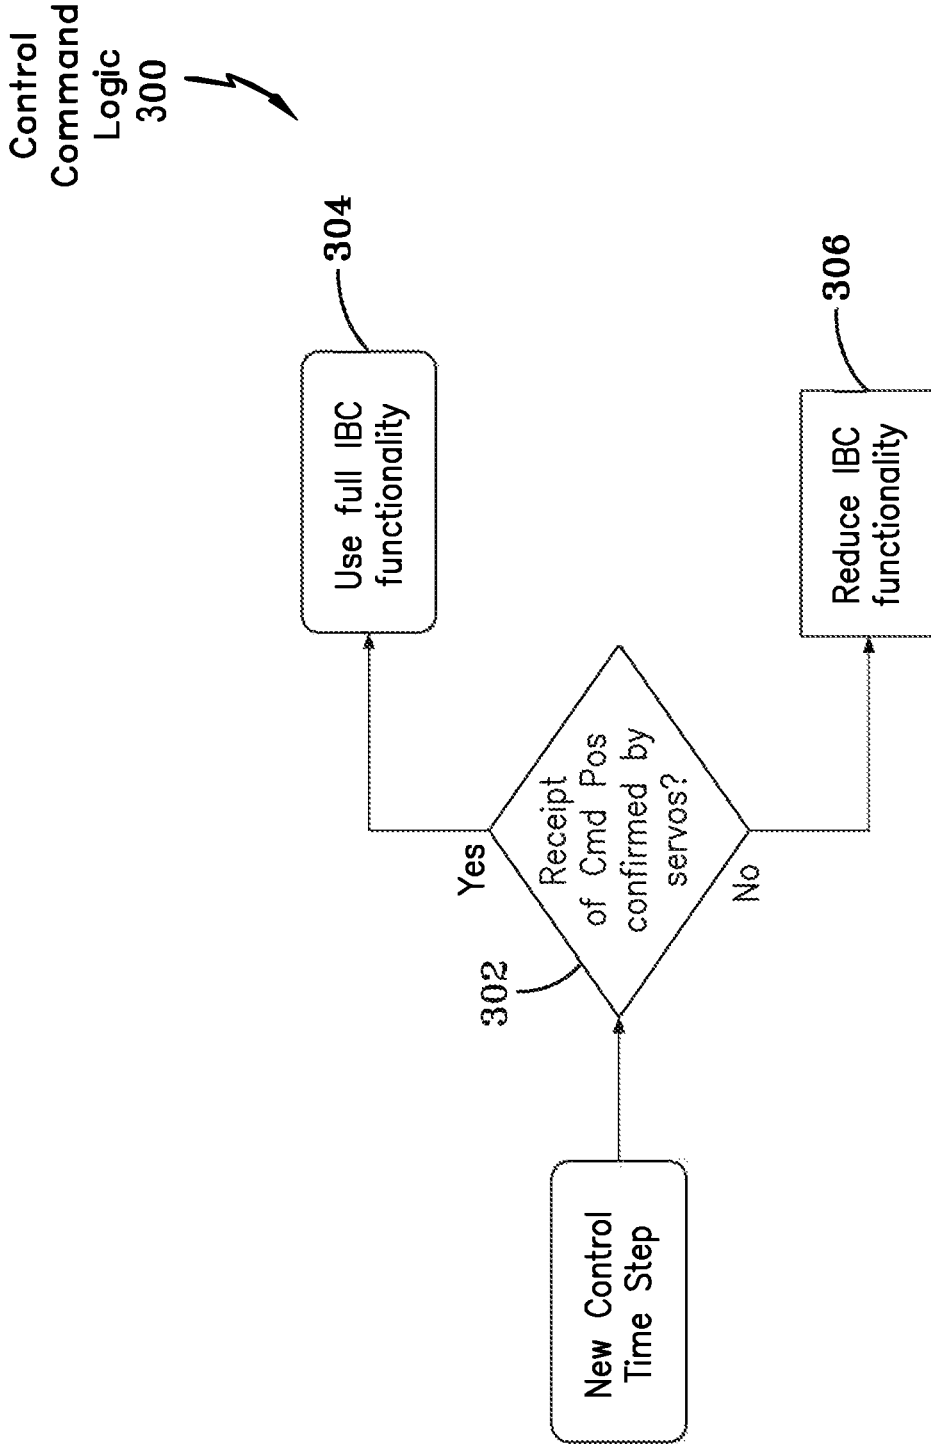 Control
Command
Logic
300
New Control
Time Step
302
Receipt
of Cmd Pos
confirmed by
servos?
Yes
No
Use full IBC
functionality
304
Reduce IBC
functionality
306